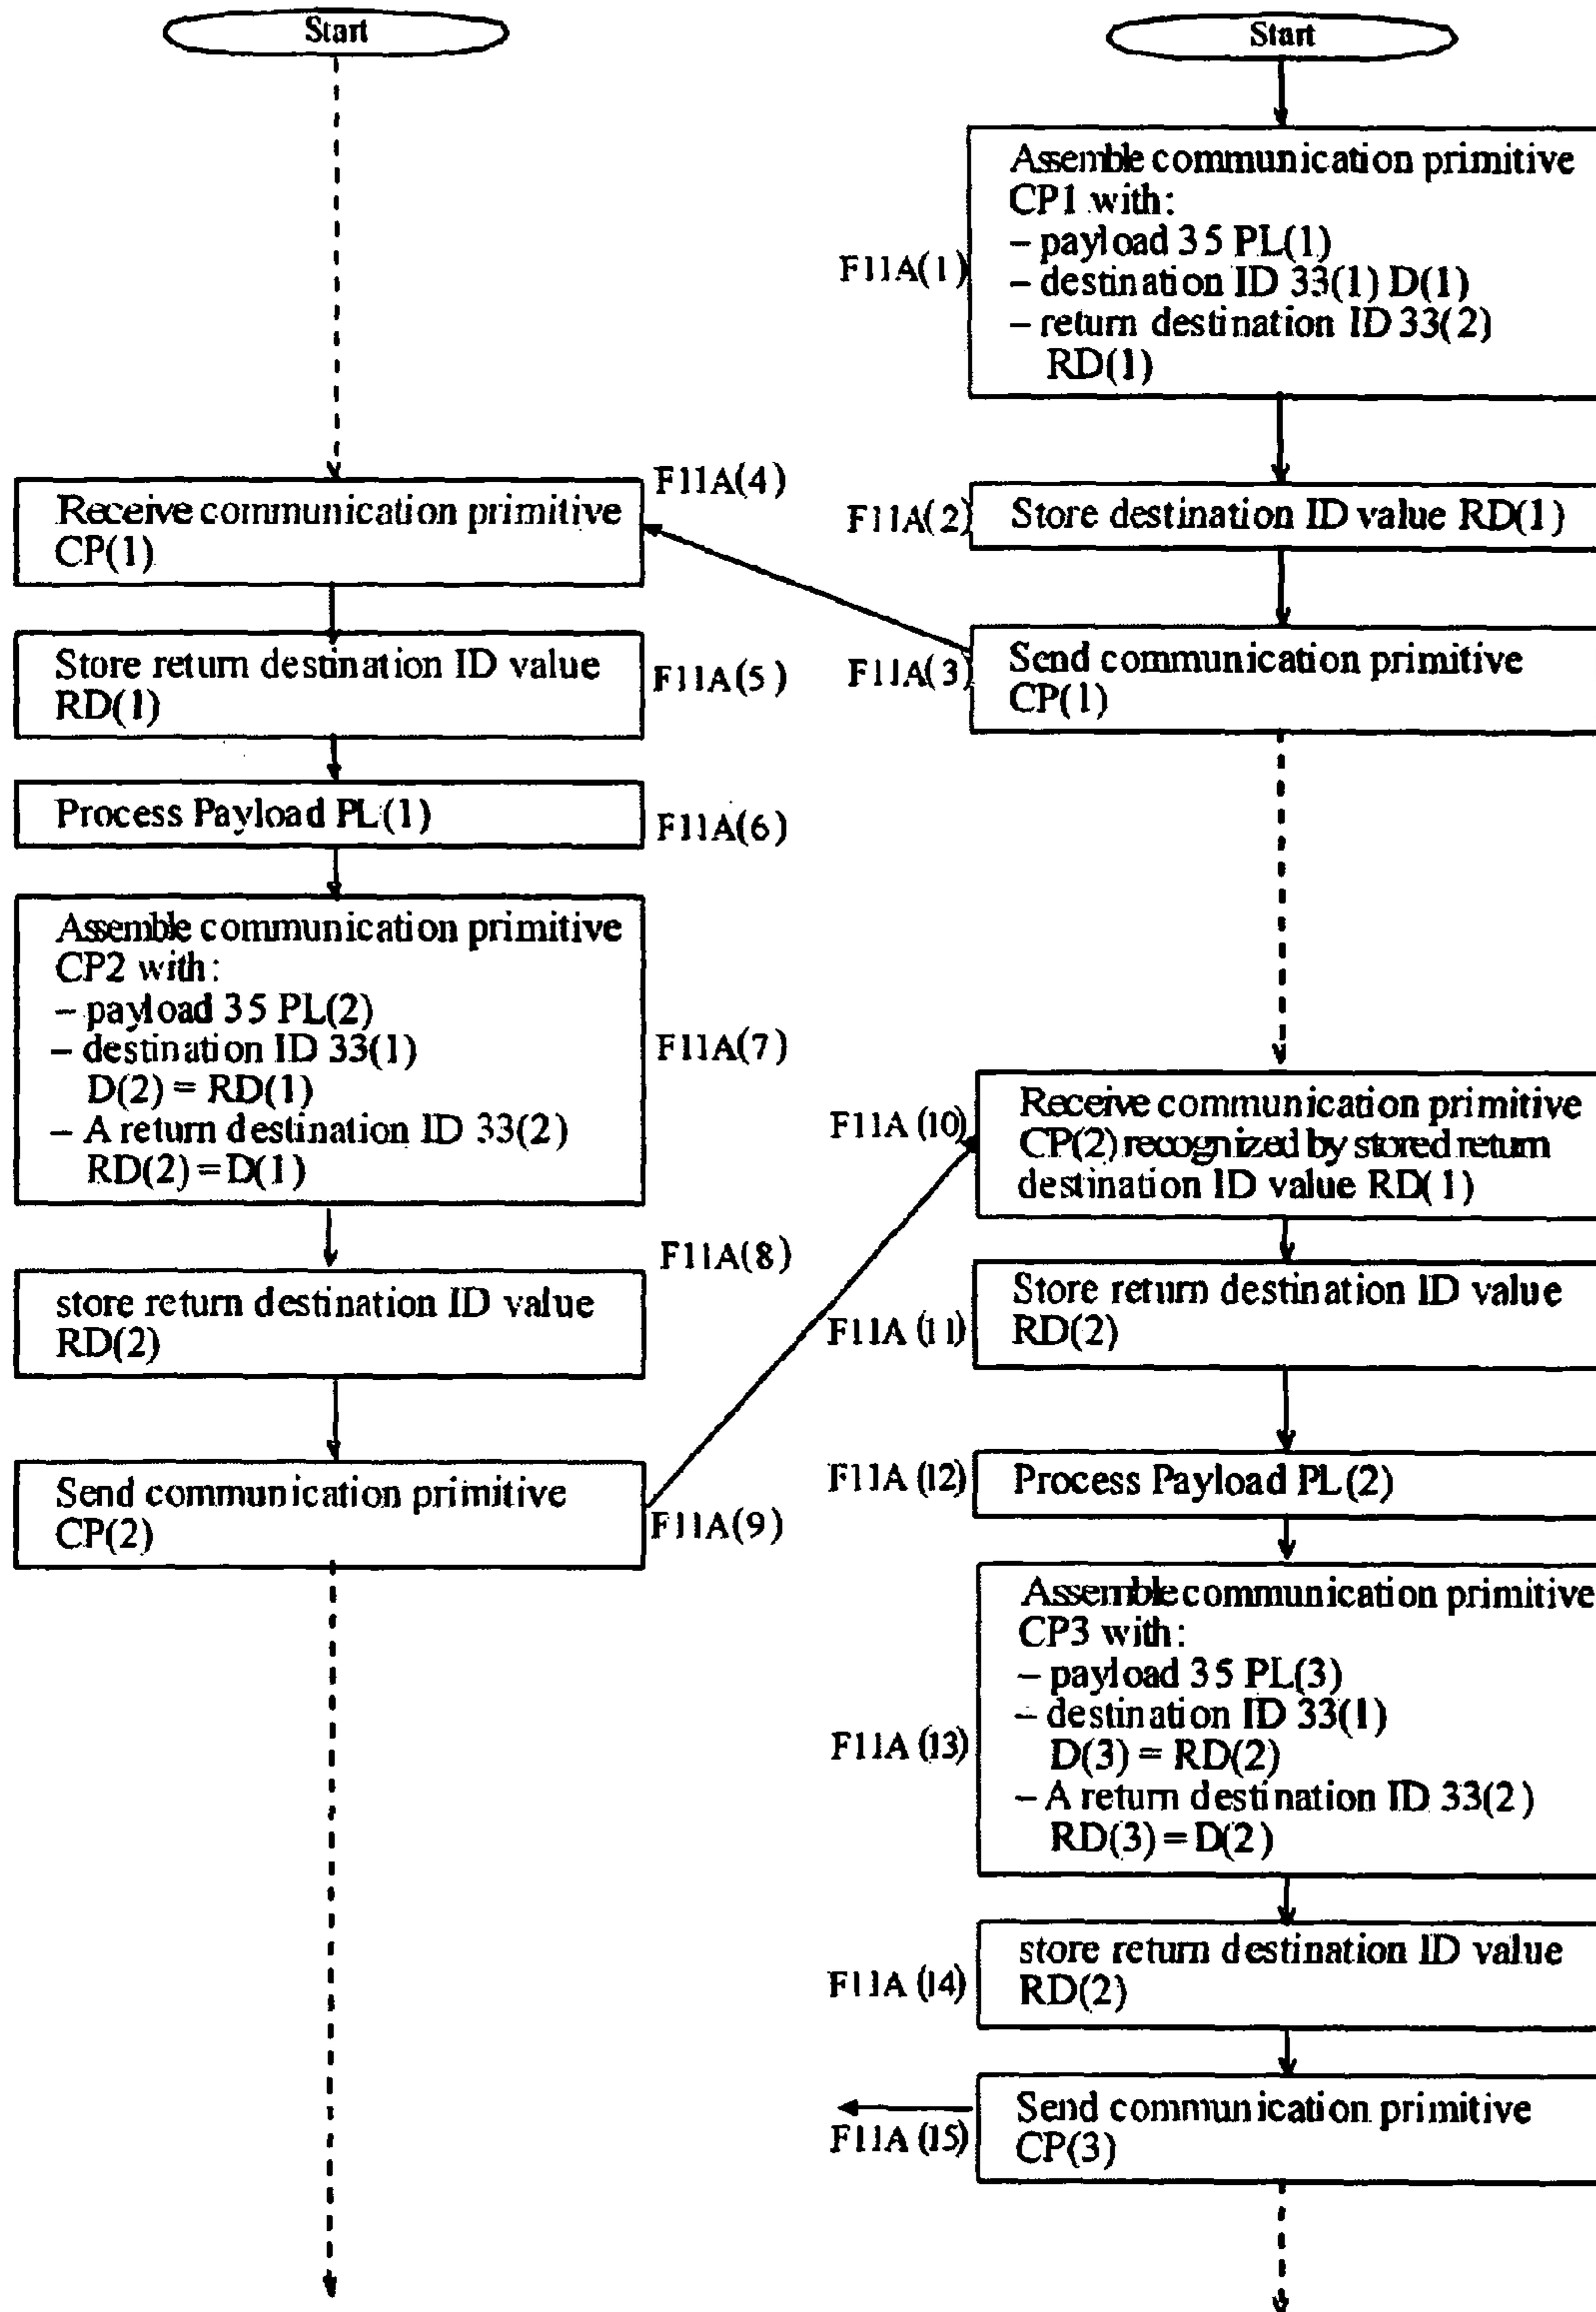 Start
Start
Assemble communication primitive
CP1 with:
– payload 35 PL(1)
– destination ID 33(1) D(1)
– return destination ID 33(2)
RD(1)
F11A(1)
F11A(2)
Store destination ID value RD(1)
F11A(3)
Send communication primitive
CP(1)
Receive communication primitive
CP(1)
F11A(4)
Store return destination ID value
RD(1)
F11A(5)
Process Payload PL(1)
F11A(6)
Assemble communication primitive
CP2 with:
– payload 35 PL(2)
– destination ID 33(1)
D(2) = RD(1)
– A return destination ID 33(2)
RD(2) = D(1)
F11A(7)
F11A(8)
store return destination ID value
RD(2)
Send communication primitive
CP(2)
F11A(9)
F11A (10)
Receive communication primitive
CP(2) recognized by stored return
destination ID value RD(1)
F11A (11)
Store return destination ID value
RD(2)
F11A (12)
Process Payload PL(2)
Assemble communication primitive
CP3 with:
– payload 35 PL(3)
– destination ID 33(1)
D(3) = RD(2)
– A return destination ID 33(2)
RD(3) = D(2)
F11A (13)
store return destination ID value
RD(2)
F11A (14)
Send communication primitive
CP(3)
F11A (15)